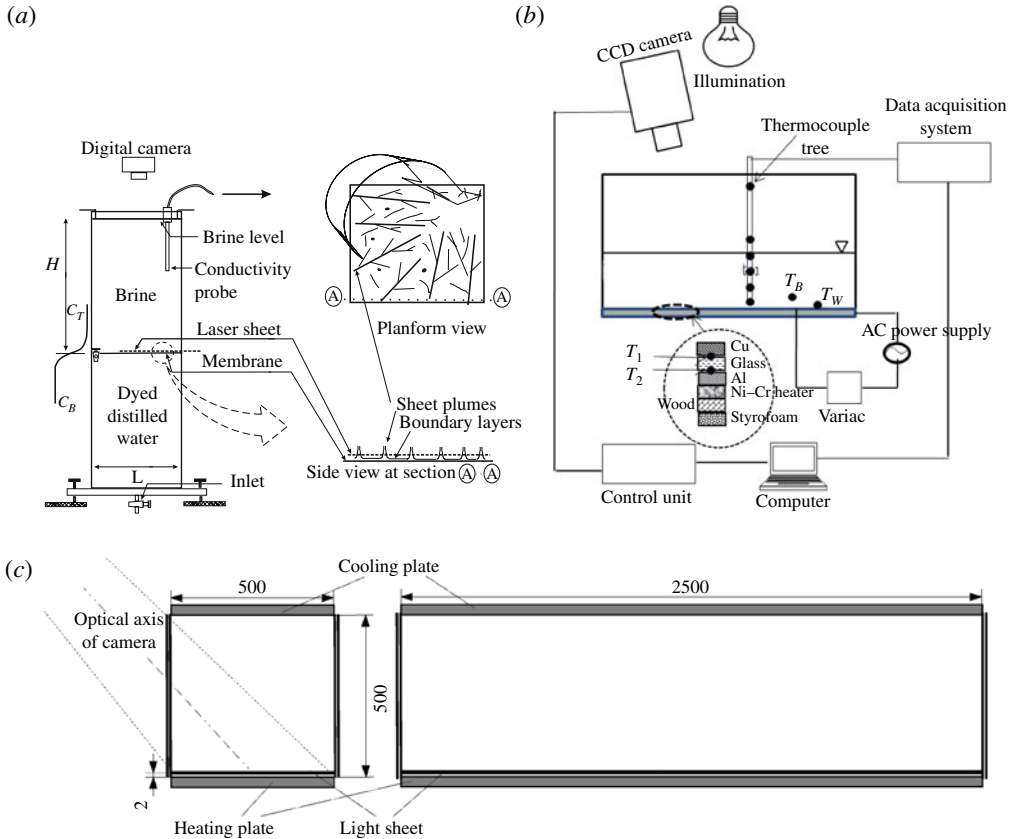 (a)
Digital camera
Brine level
H
Conductivity
probe
Brine
C_T
Laser sheet
Membrane
C_B
Dyed
distilled
water
L
Inlet
A
A
Planform view
Sheet plumes
Boundary layers
Side view at section A - A
(b)
CCD camera
Illumination
Data acquisition
system
Thermocouple
tree
T_B
T_W
AC power supply
T_1
T_2
Cu
Glass
Al
Ni–Cr heater
Wood
Styrofoam
Variac
Control unit
Computer
(c)
500
Cooling plate
2500
Optical axis
of camera
500
2
Heating plate
Light sheet